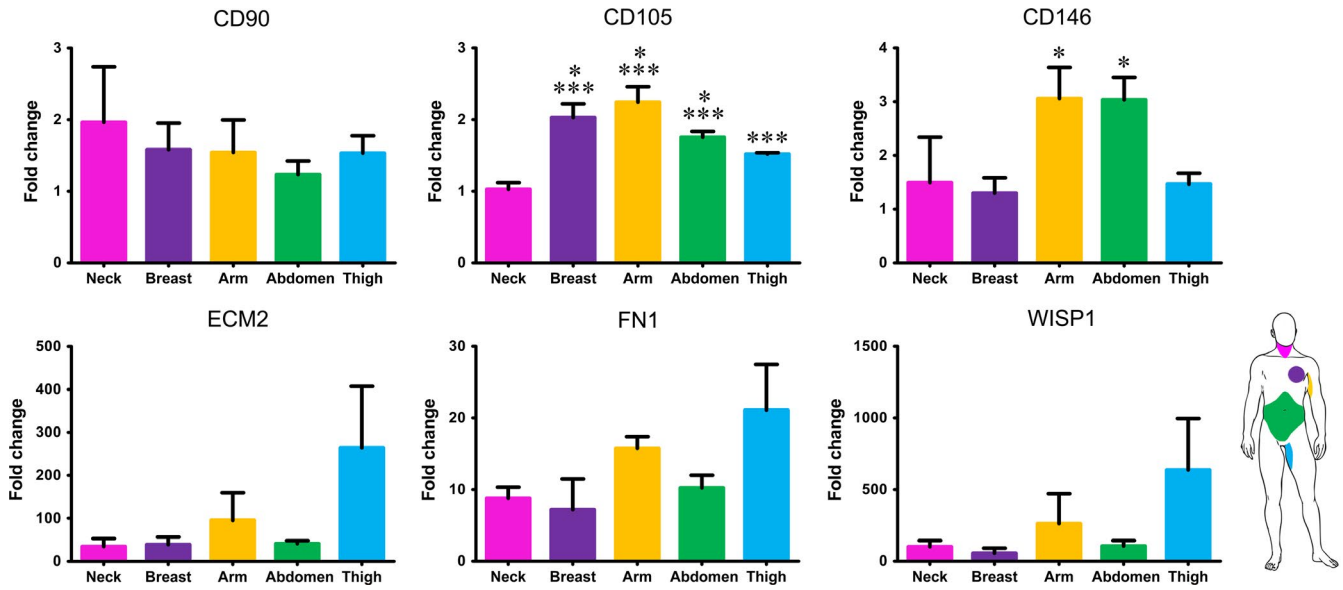 CD90
3
2
1
0
Fold change
Neck Breast Arm Abdomen Thigh
CD105
3
2
1
0
Fold change
*
***
*
***
*
***
***
Neck Breast Arm Abdomen Thigh
CD146
4
3
2
1
0
Fold change
*
*
Neck Breast Arm Abdomen Thigh
ECM2
500
400
300
200
100
0
Fold change
Neck Breast Arm Abdomen Thigh
FN1
30
20
10
0
Fold change
Neck Breast Arm Abdomen Thigh
WISP1
1500
1000
500
0
Fold change
Neck Breast Arm Abdomen Thigh